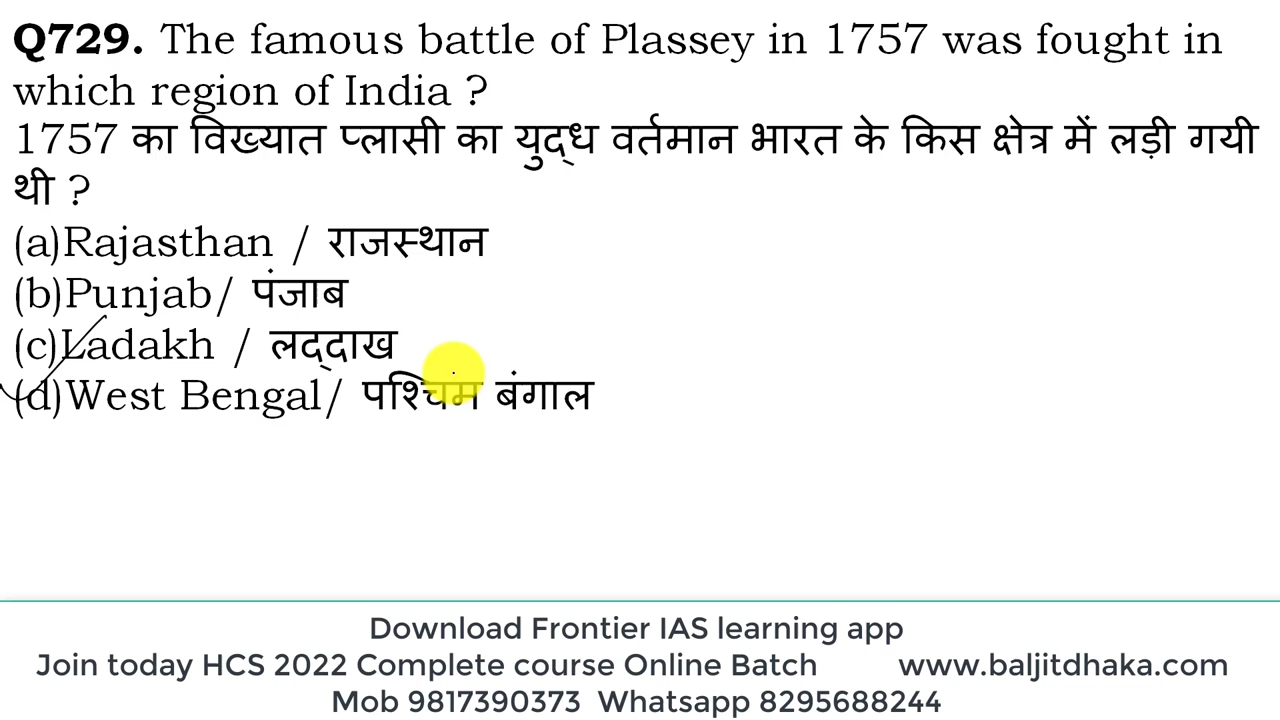 Q729. The famous battle of Plassey in 1757 was fought in
which region of India ?
1757 का विख्यात प्लासी का युद्ध वर्तमान भारत के किस क्षेत्र में लड़ी गयी
थी ?
(a)Rajasthan / राजस्थान
(b)Punjab/ पंजाब
(c)Ladakh / लद्दाख
(d)West Bengal/ पश्चिम बंगाल
Download Frontier IAS learning app
Join today HCS 2022 Complete course Online Batch www.baljitdhaka.com
Mob 9817390373 Whatsapp 8295688244